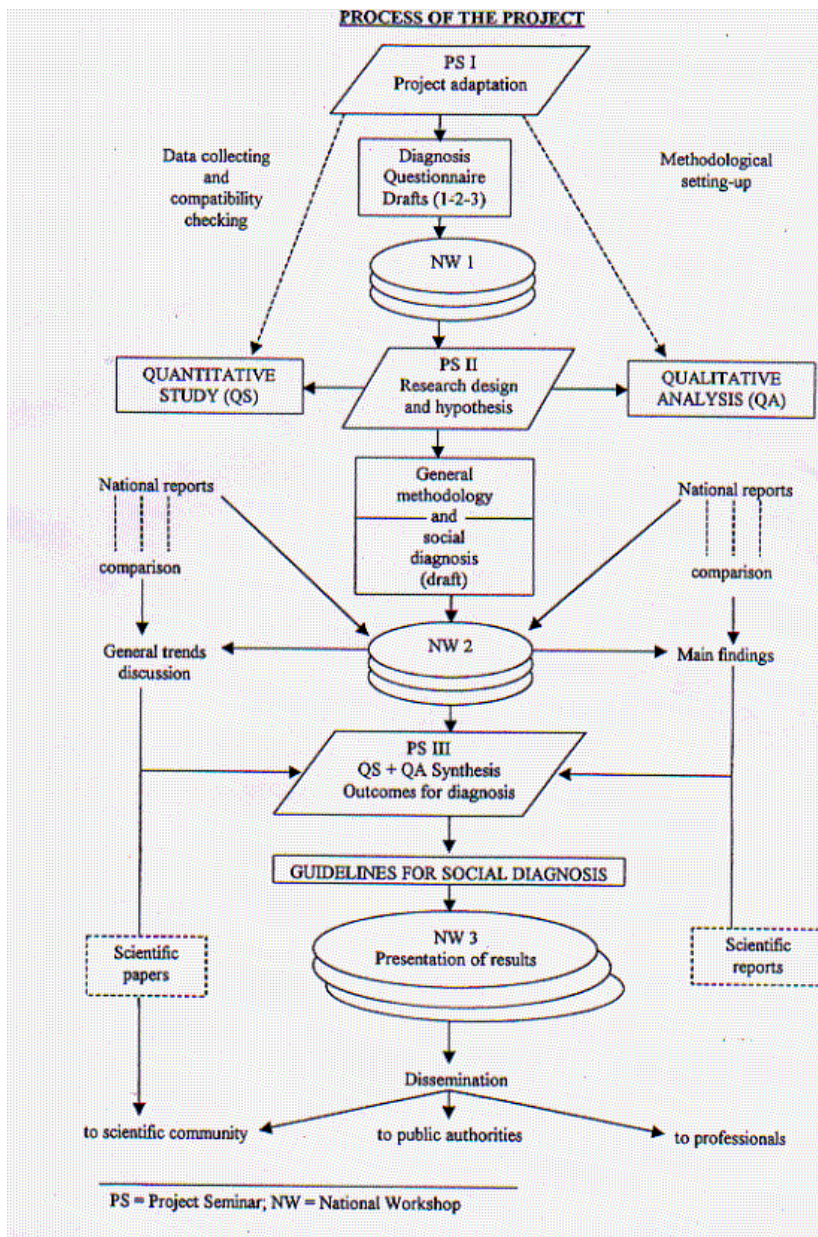 PROCESS OF THE PROJECT
PS I
Project adaptation
Data collecting
and
compatibility
checking
Diagnosis
Questionnaire
Drafts (1-2-3)
Methodological
setting-up
NW 1
QUANTITATIVE
STUDY (QS)
PS II
Research design
and hypothesis
QUALITATIVE
ANALYSIS (QA)
National reports
comparison
General
methodology
and
social
diagnosis
(draft)
National reports
comparison
General trends
discussion
NW 2
Main findings
PS III
QS + QA Synthesis
Outcomes for diagnosis
GUIDELINES FOR SOCIAL DIAGNOSIS
Scientific
papers
NW 3
Presentation of results
Scientific
reports
Dissemination
to scientific community
to public authorities
to professionals
PS = Project Seminar; NW = National Workshop